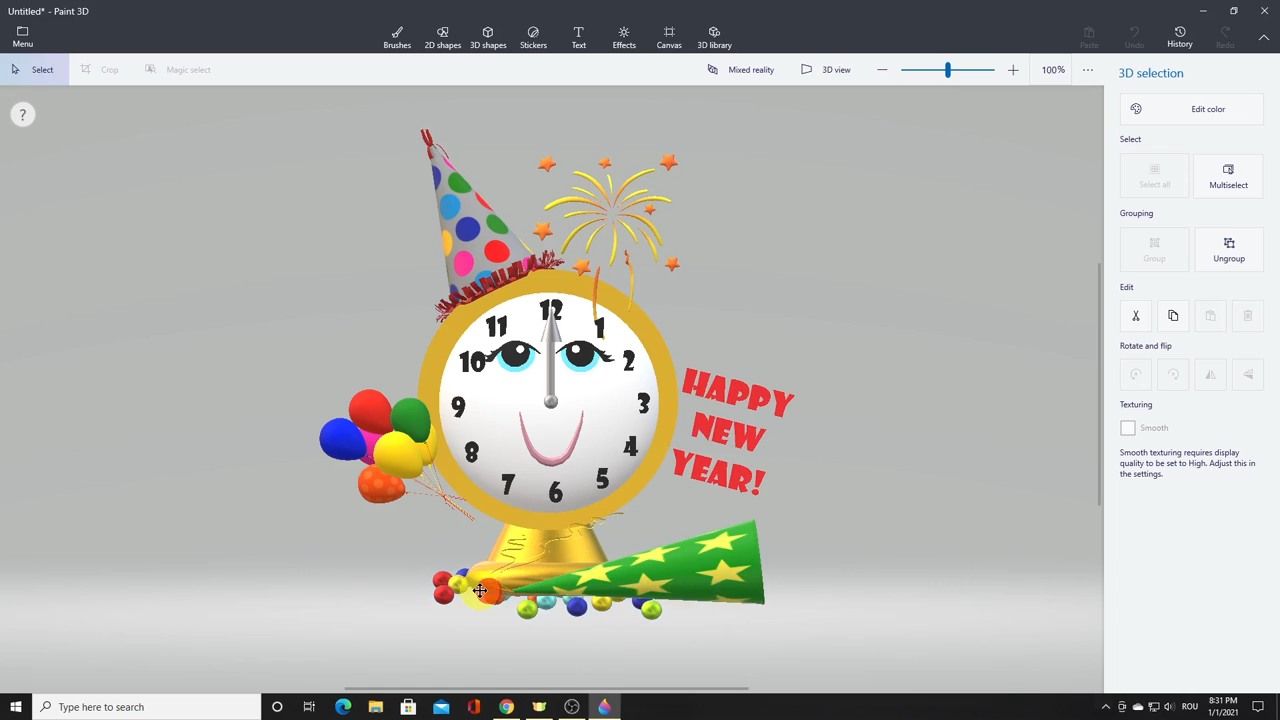 Untitled* - Paint 3D
Menu
Brushes
2D shapes
3D shapes
Stickers
Text
Effects
Canvas
3D library
Paste
Undo
History
Redo
Select
Crop
Magic select
Mixed reality
3D view
100%
?
3D selection
Edit color
Select
Select all
Multiselect
Grouping
Group
Ungroup
Edit
Rotate and flip
Texturing
Smooth
Smooth texturing requires display
quality to be set to High. Adjust this in
the settings.
12
11
1
10
2
9
3
8
4
7
5
6
HAPPY
NEW
YEAR!
Type here to search
ROU
8:31 PM
1/1/2021